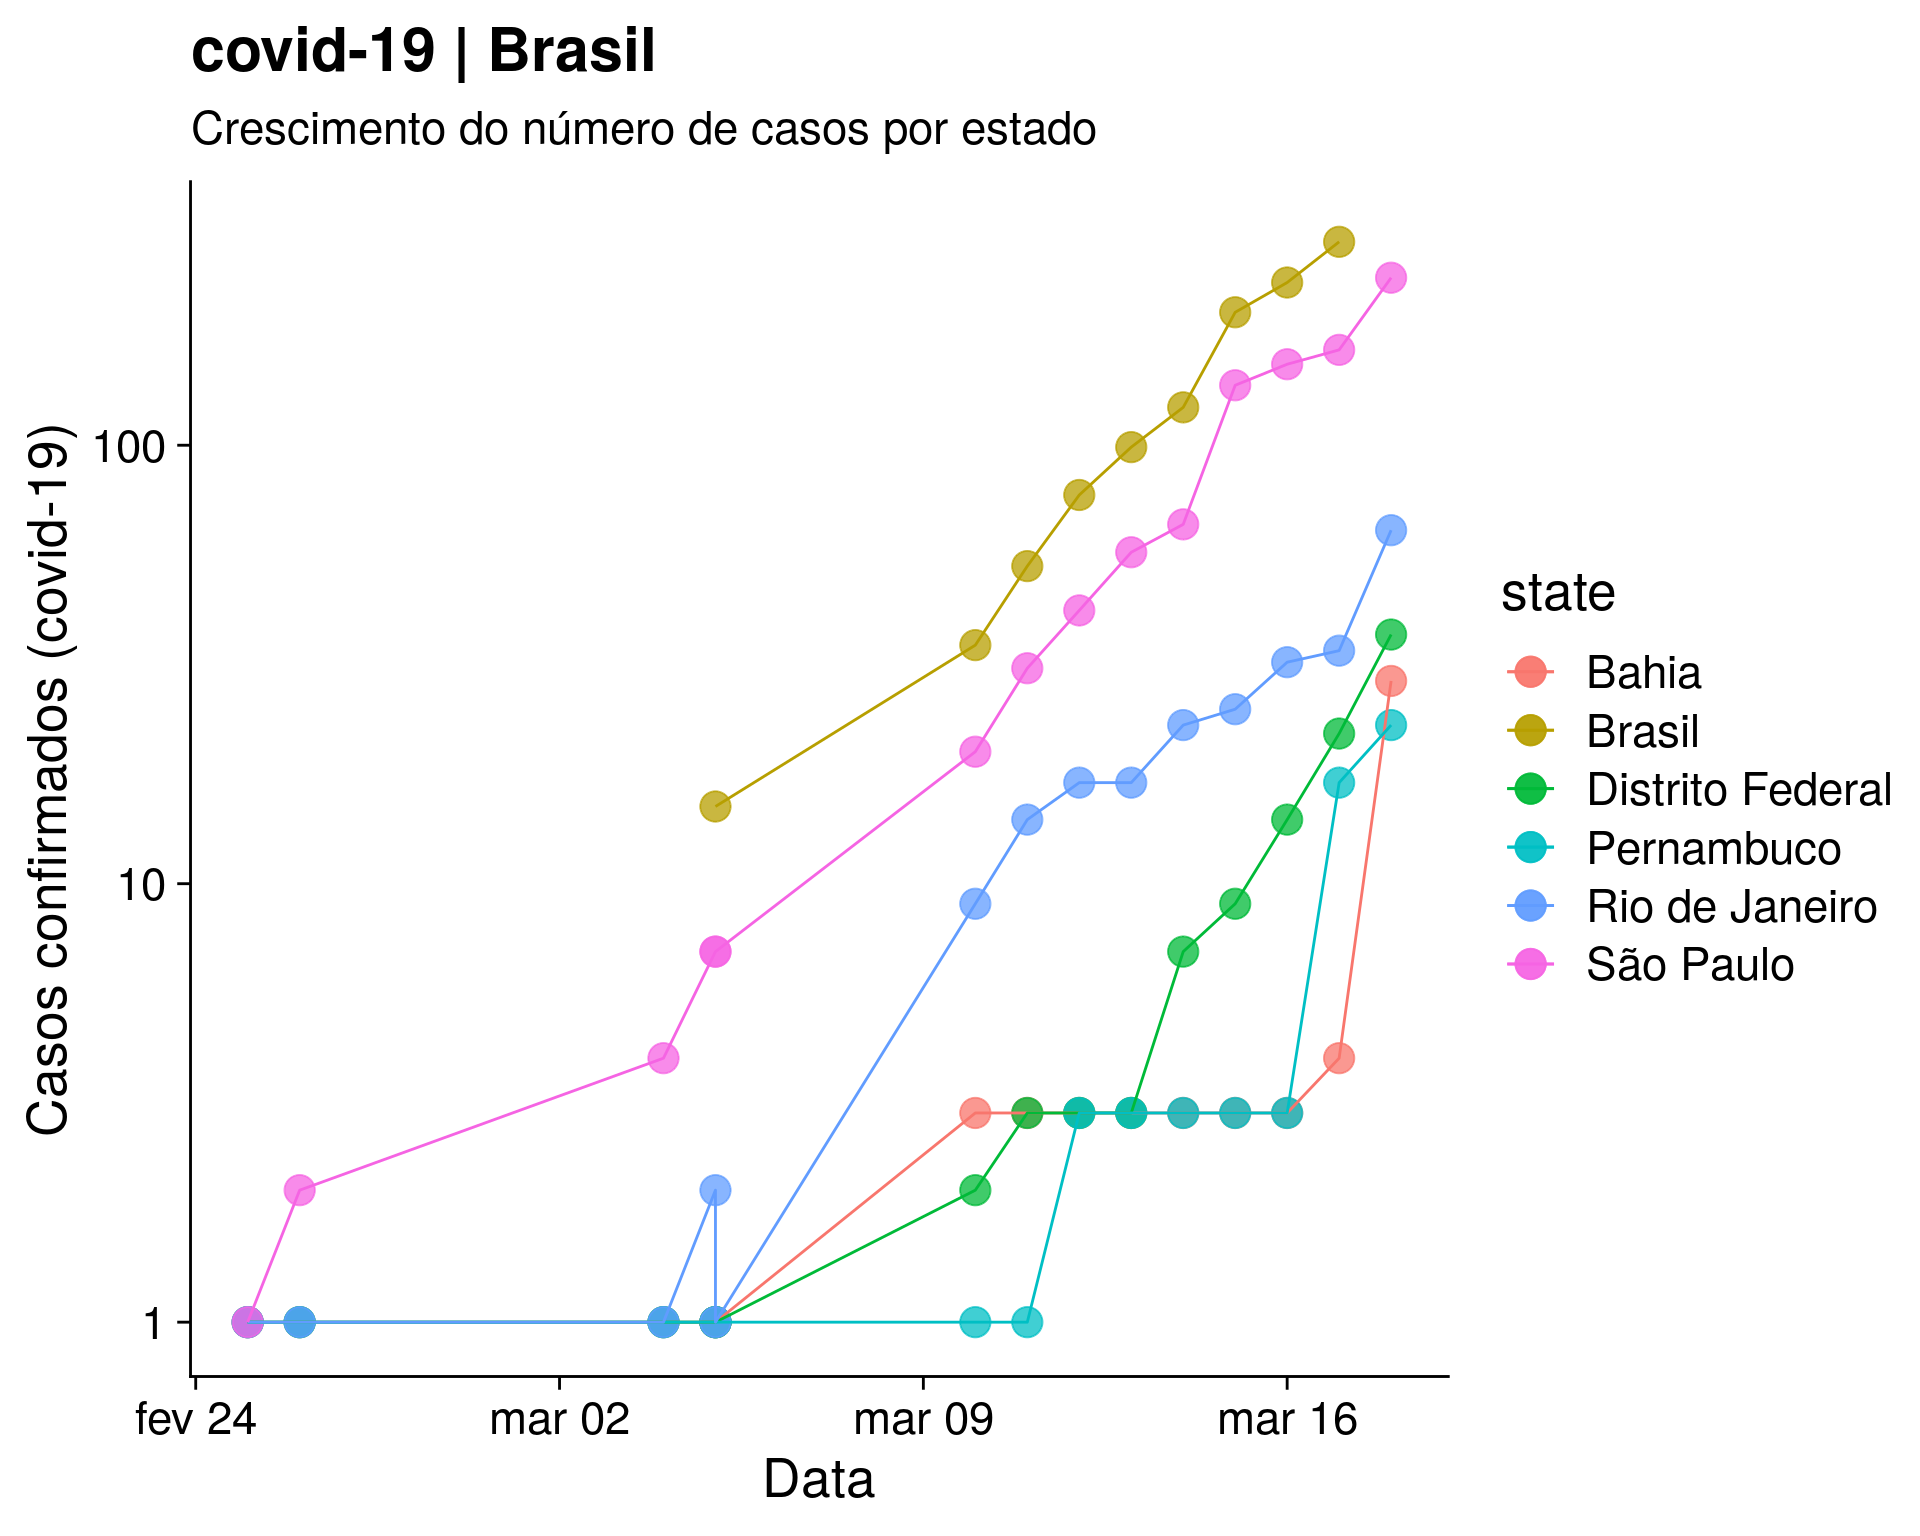 covid-19 | Brasil
Crescimento do número de casos por estado
Casos confirmados (covid-19)
100
10
1
fev 24
mar 02
mar 09
mar 16
Data
state
Bahia
Brasil
Distrito Federal
Pernambuco
Rio de Janeiro
São Paulo